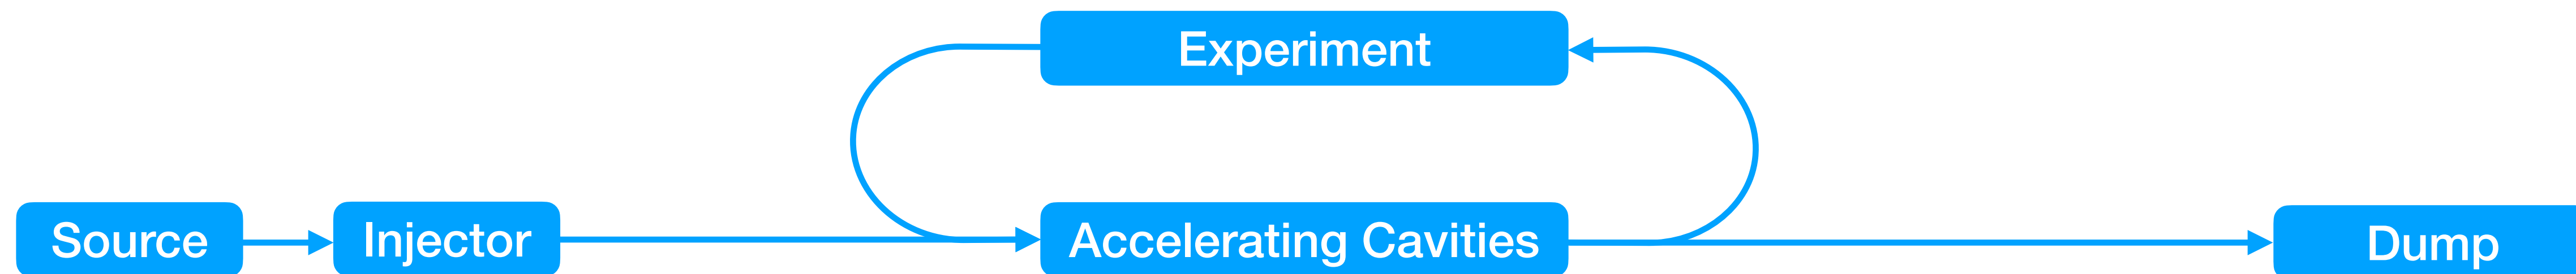 Experiment
Source
Injector
Accelerating Cavities
Dump